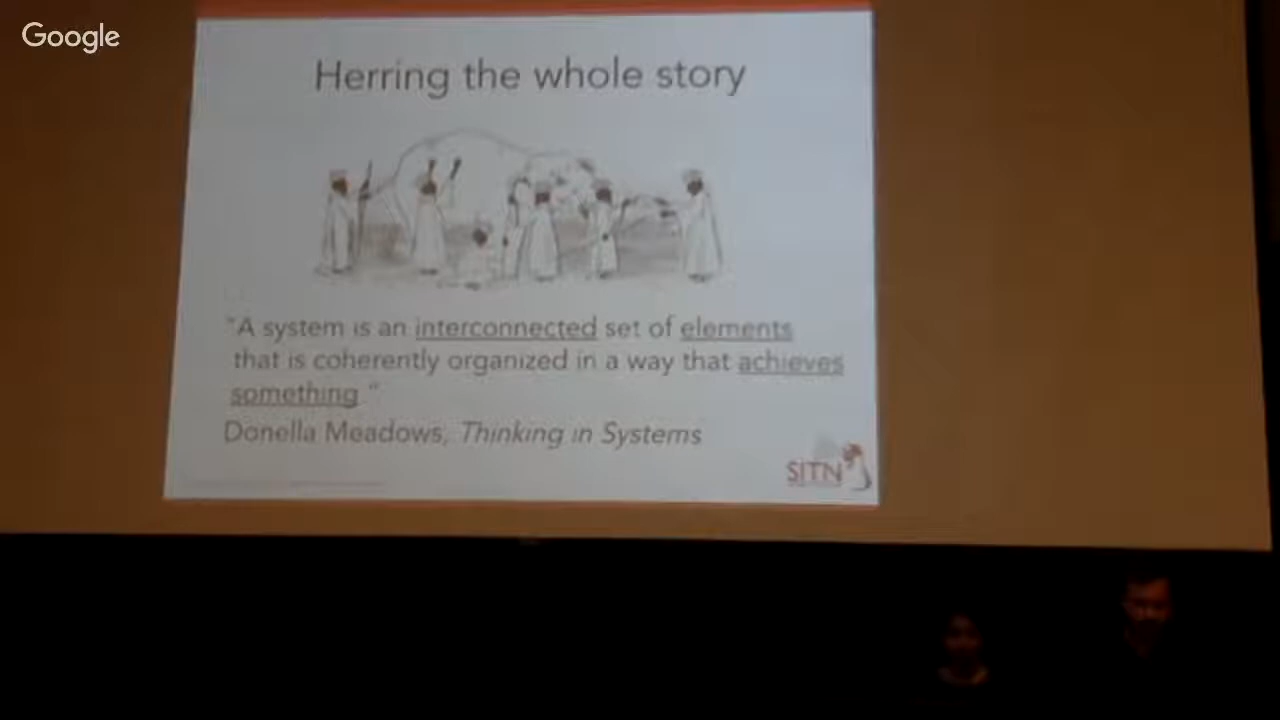 Google
Herring the whole story
"A system is an interconnected set of elements
that is coherently organized in a way that achieves
something."
Donella Meadows, Thinking in Systems
SITN